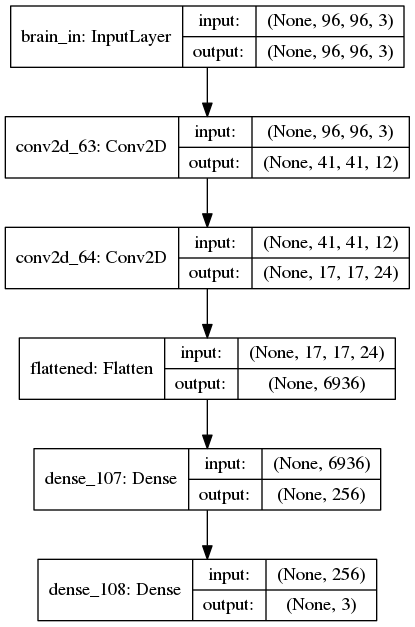 brain_in: InputLayer
input: (None, 96, 96, 3)
output: (None, 96, 96, 3)
conv2d_63: Conv2D
input: (None, 96, 96, 3)
output: (None, 41, 41, 12)
conv2d_64: Conv2D
input: (None, 41, 41, 12)
output: (None, 17, 17, 24)
flattened: Flatten
input: (None, 17, 17, 24)
output: (None, 6936)
dense_107: Dense
input: (None, 6936)
output: (None, 256)
dense_108: Dense
input: (None, 256)
output: (None, 3)